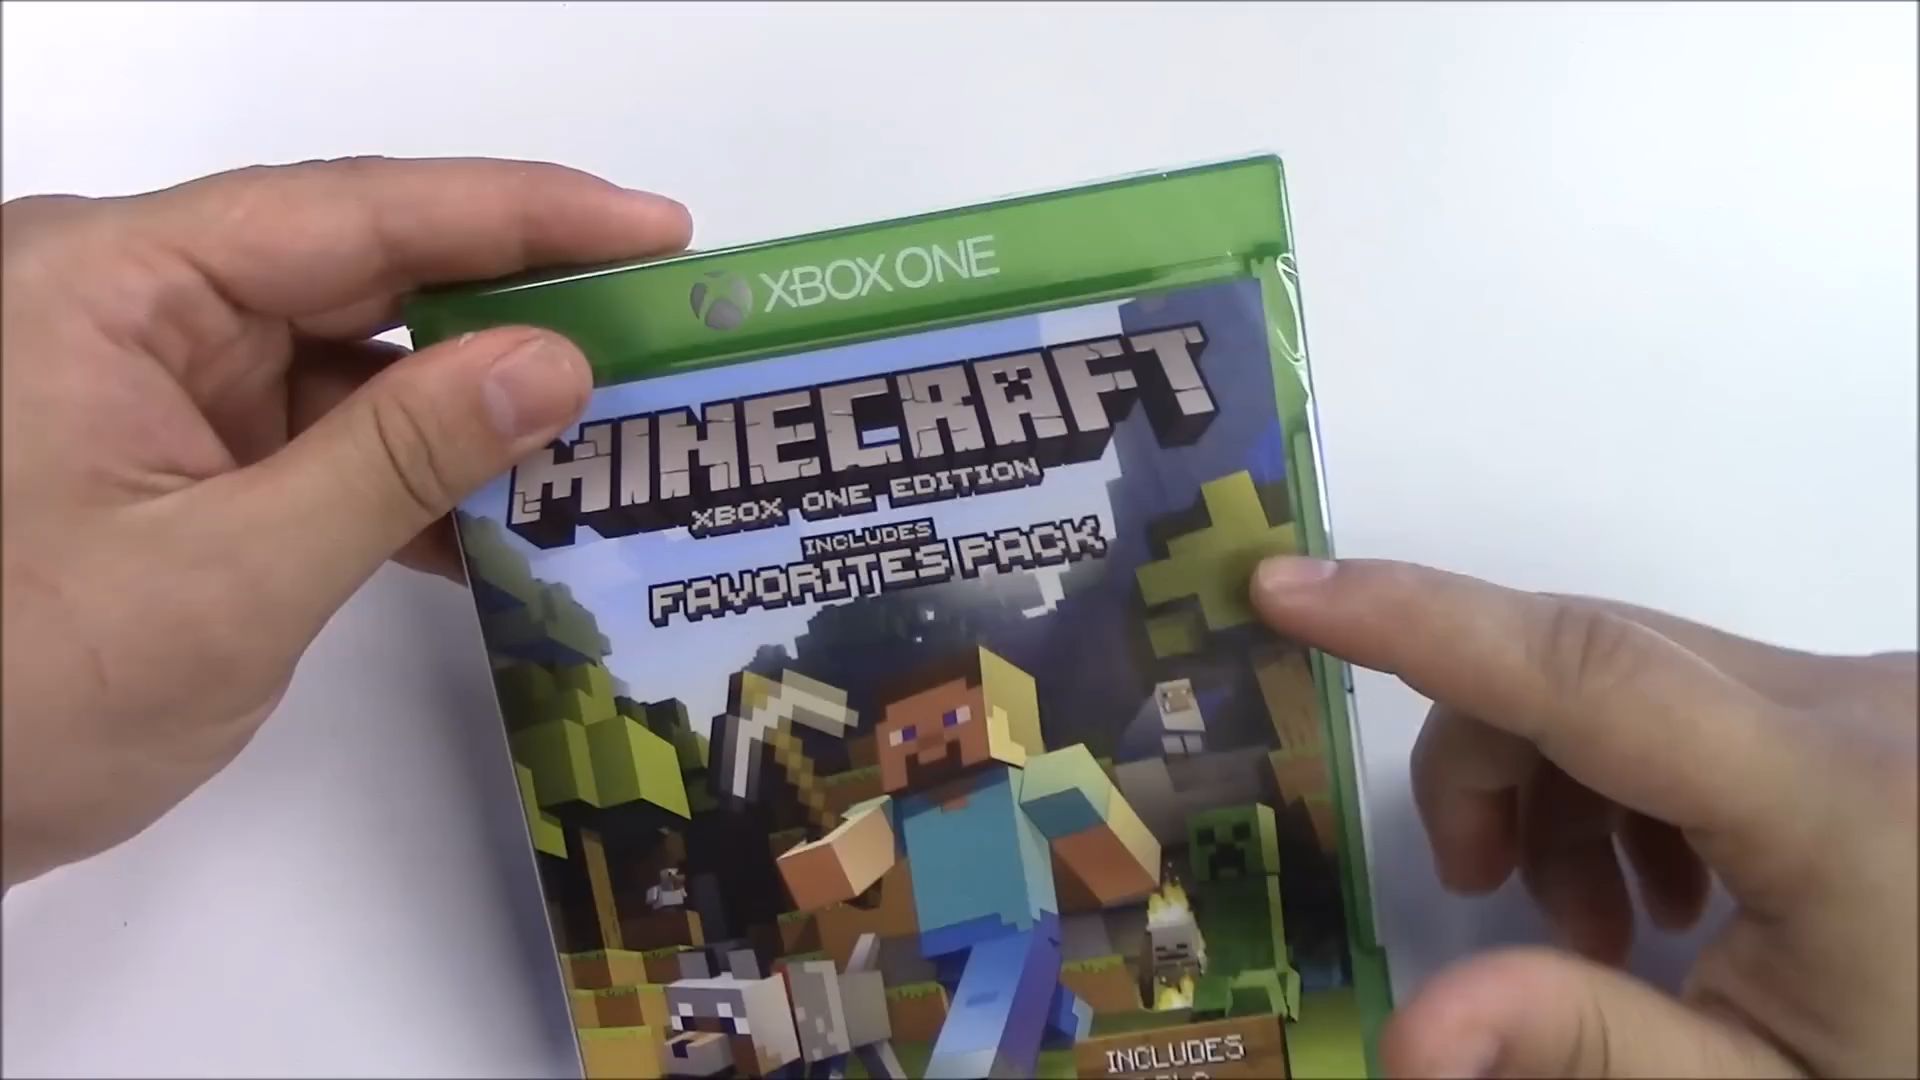 XBOX ONE
MINECRAFT
XBOX ONE EDITION
INCLUDES
FAVORITES PACK
INCLUDES